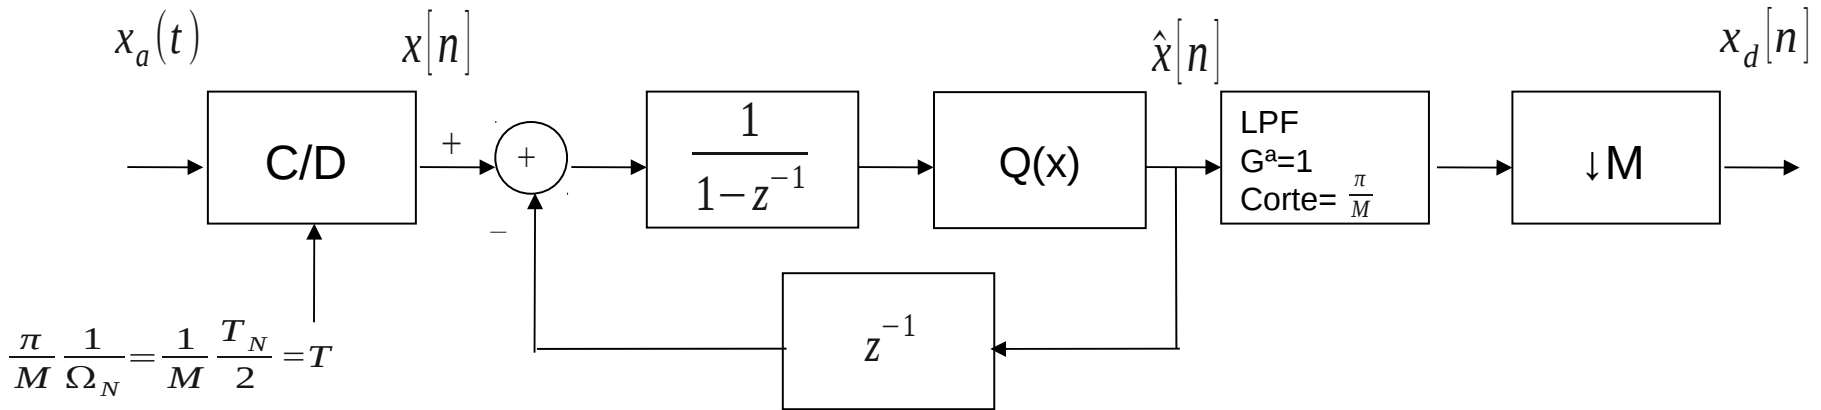 x_a(t)
x[n]
x̂[n]
x_d[n]
C/D
+
+
−
1
1−z^−1
Q(x)
LPF
Gª=1
Corte= π/M
↓M
z^−1
π/M 1/Ω_N = 1/M T_N/2 = T